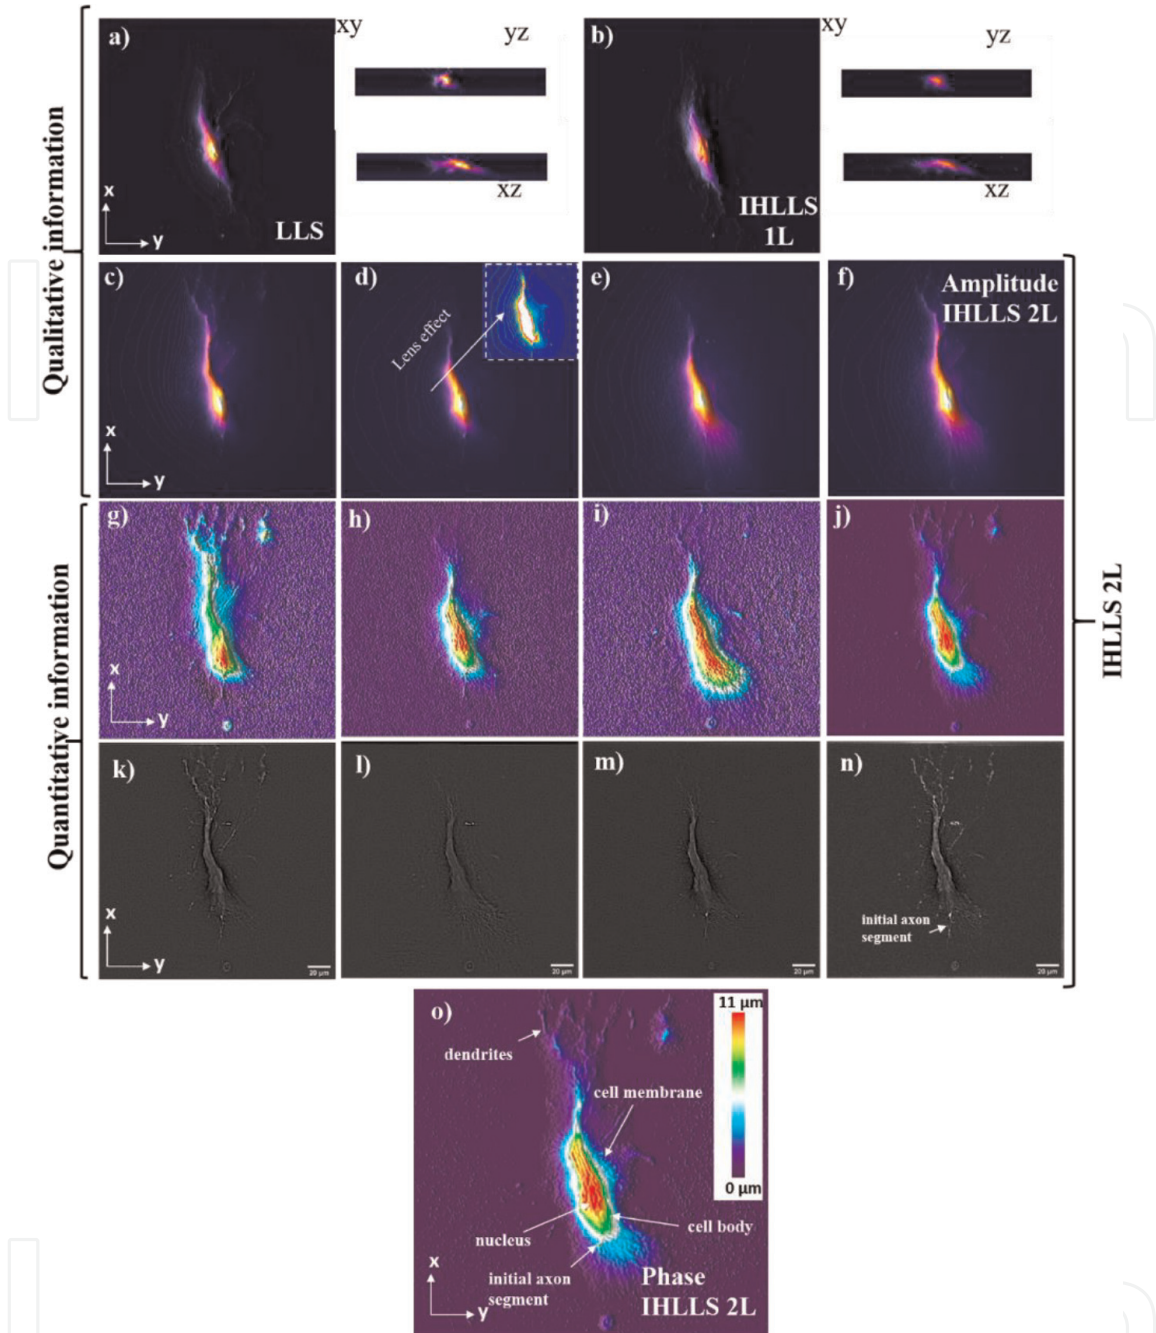 a)
xy
yz
xz
x
y
LLS
b)
xy
yz
xz
IHLLS
1L
Qualitative information
c)
x
y
d)
Lens effect
e)
f)
Amplitude
IHLLS 2L
g)
x
y
h)
i)
j)
IHLLS 2L
Quantitative information
k)
x
y
20 µm
l)
20 µm
m)
20 µm
n)
initial axon
segment
20 µm
o)
11 µm
0 µm
dendrites
cell membrane
nucleus
cell body
initial axon
segment
x
y
Phase
IHLLS 2L